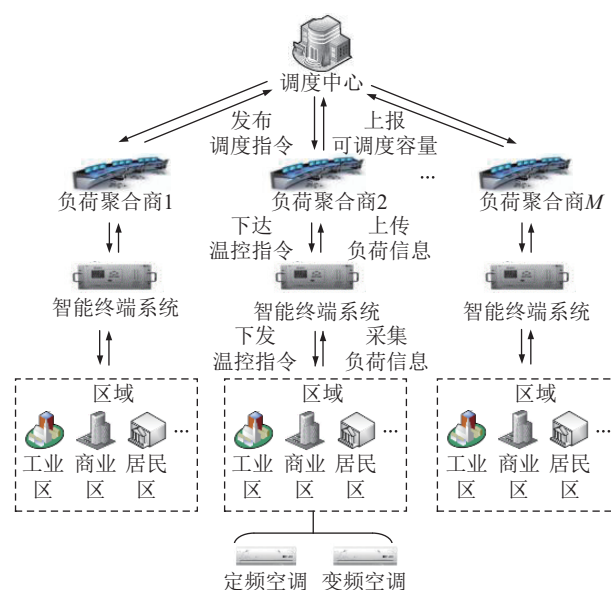 调度中心
发布 上报
调度指令 可调度容量
...
负荷聚合商1 负荷聚合商2 负荷聚合商M
下达 上传
温控指令 负荷信息
智能终端系统 智能终端系统 智能终端系统
下发 采集
温控指令 负荷信息
区域 区域 区域
... ... ...
工业 商业 居民 工业 商业 居民 工业 商业 居民
区 区 区 区 区 区 区 区 区
定频空调 变频空调